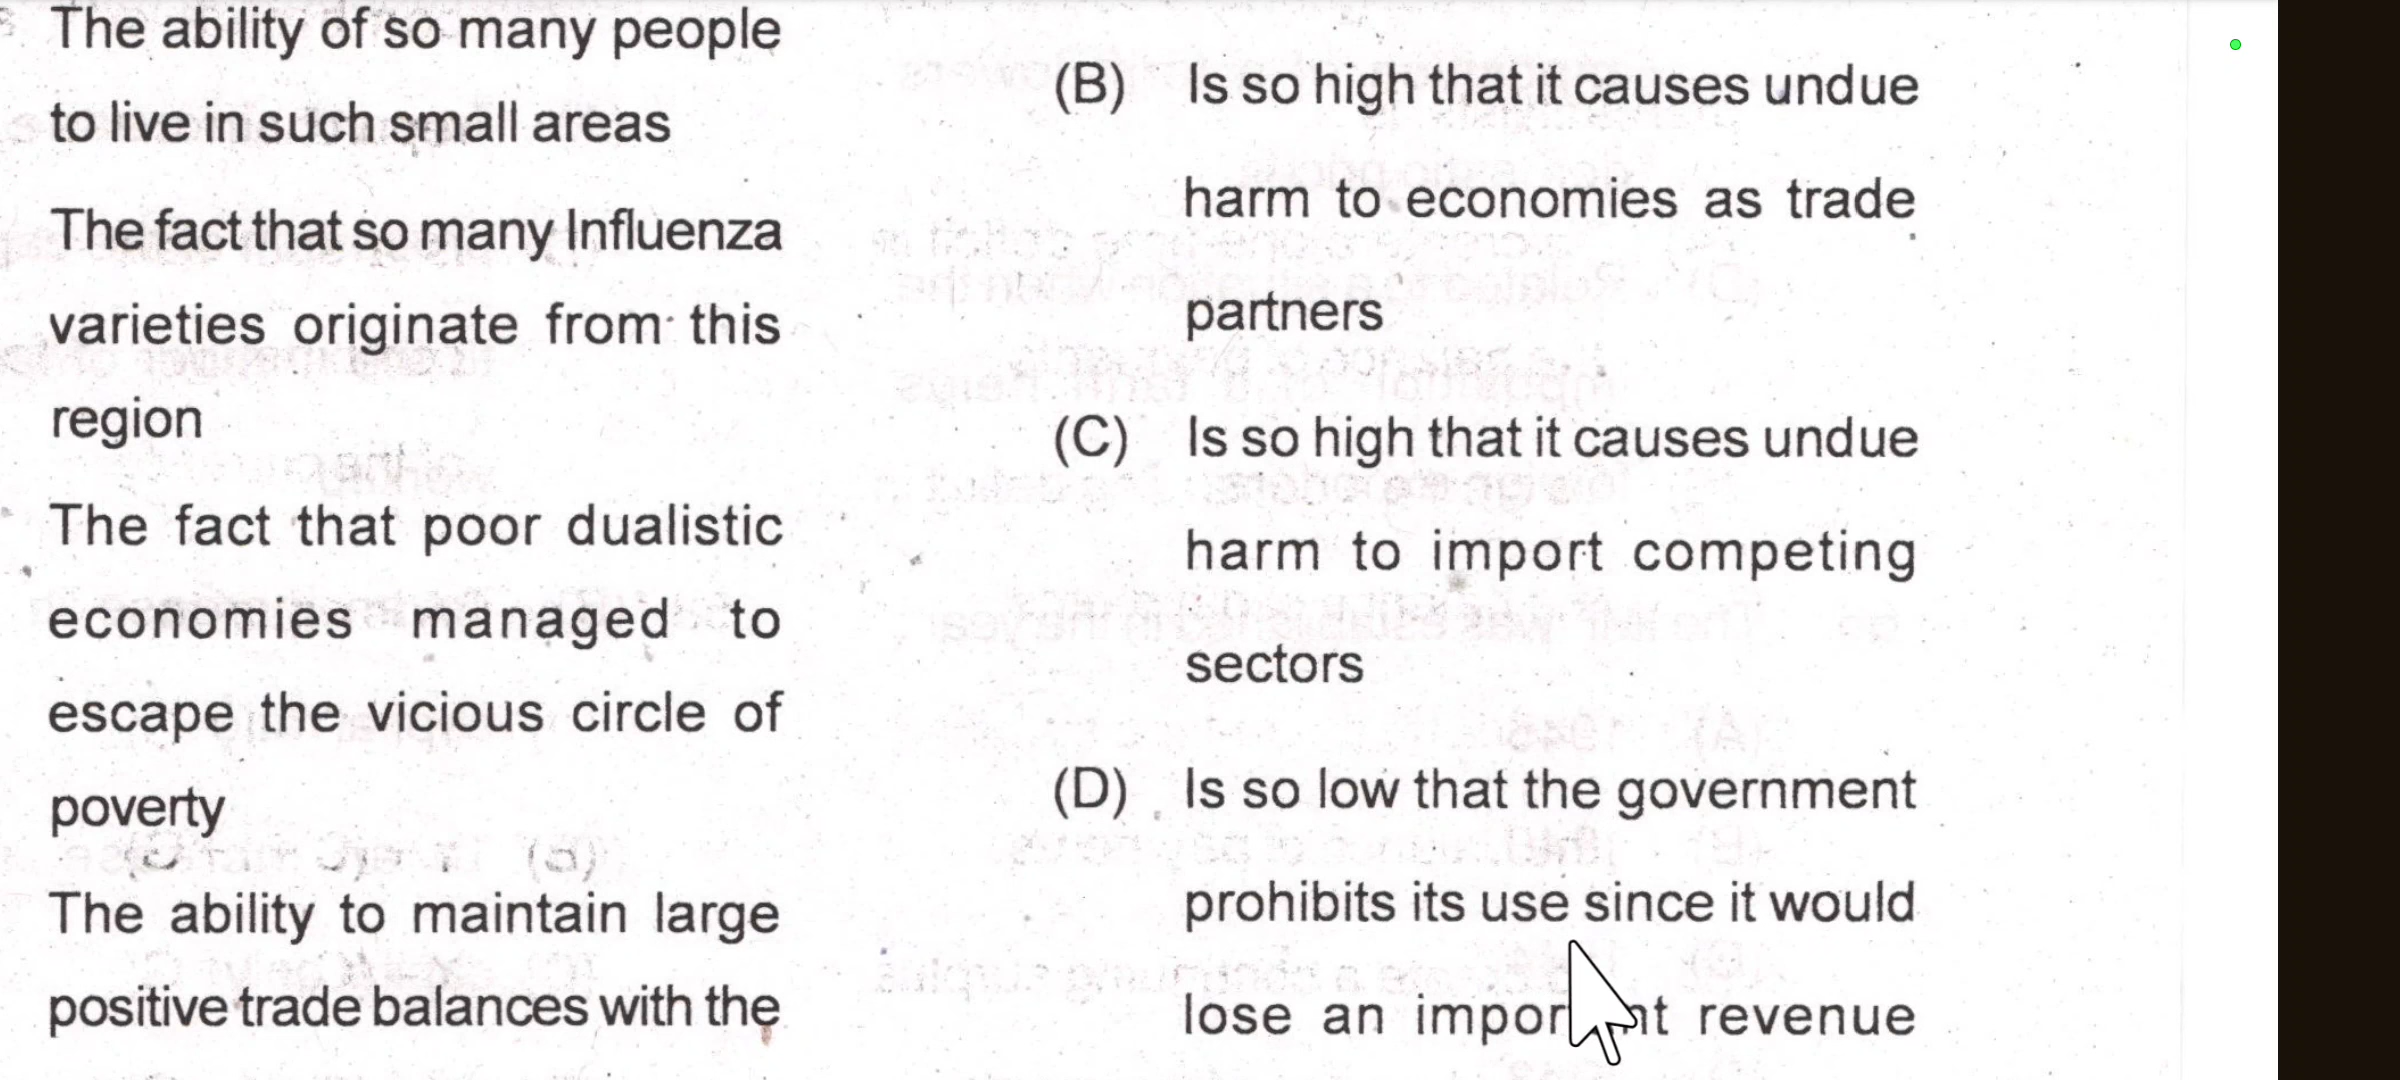 The ability of so many people
to live in such small areas
The fact that so many Influenza
varieties originate from this
region
The fact that poor dualistic
economies managed to
escape the vicious circle of
poverty
The ability to maintain large
positive trade balances with the
(B) Is so high that it causes undue
harm to economies as trade
partners
(C) Is so high that it causes undue
harm to import competing
sectors
(D) Is so low that the government
prohibits its use since it would
lose an revenue